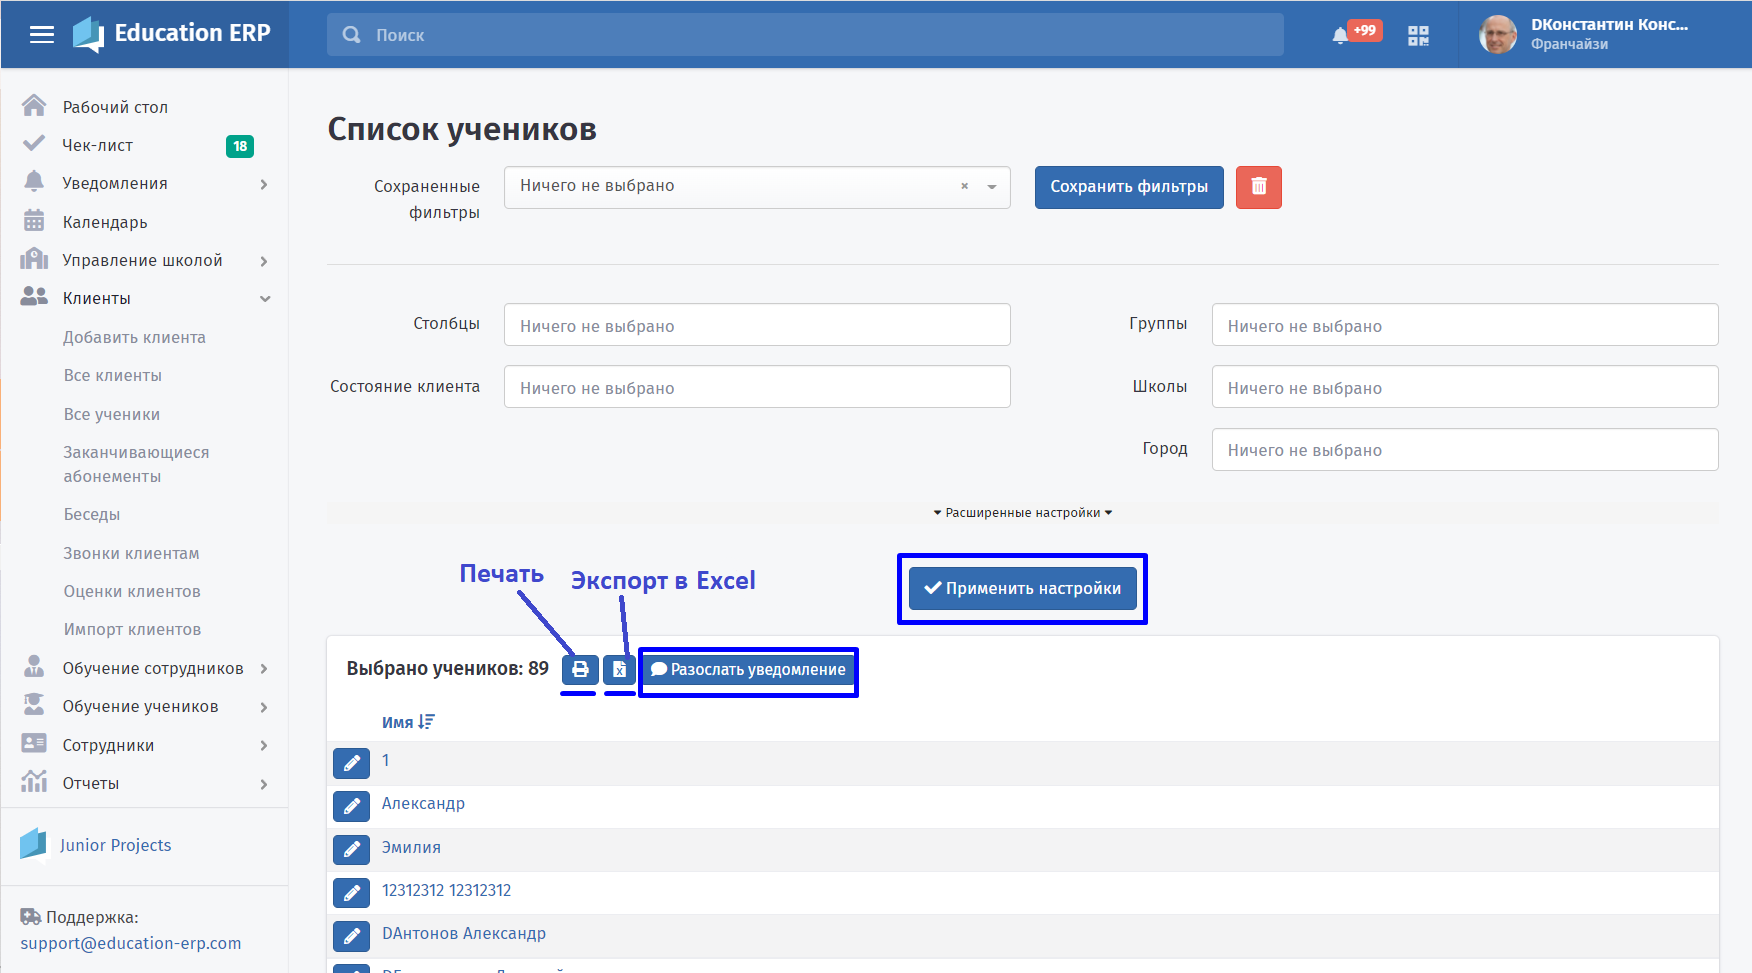 Education ERP
Поиск
+99
DКонстантин Конс...
Франчайзи
Рабочий стол
Чек-лист
18
Уведомления
Календарь
Управление школой
Клиенты
Добавить клиента
Все клиенты
Все ученики
Заканчивающиеся
абонементы
Беседы
Звонки клиентам
Оценки клиентов
Импорт клиентов
Обучение сотрудников
Обучение учеников
Сотрудники
Отчеты
Junior Projects
Поддержка:
support@education-erp.com
Список учеников
Сохраненные
фильтры
Ничего не выбрано
×
Сохранить фильтры
Столбцы
Ничего не выбрано
Группы
Ничего не выбрано
Состояние клиента
Ничего не выбрано
Школы
Ничего не выбрано
Город
Ничего не выбрано
Расширенные настройки
Печать
Экспорт в Excel
Применить настройки
Выбрано учеников: 89
Разослать уведомление
Имя
1
Александр
Эмилия
12312312 12312312
DАнтонов Александр